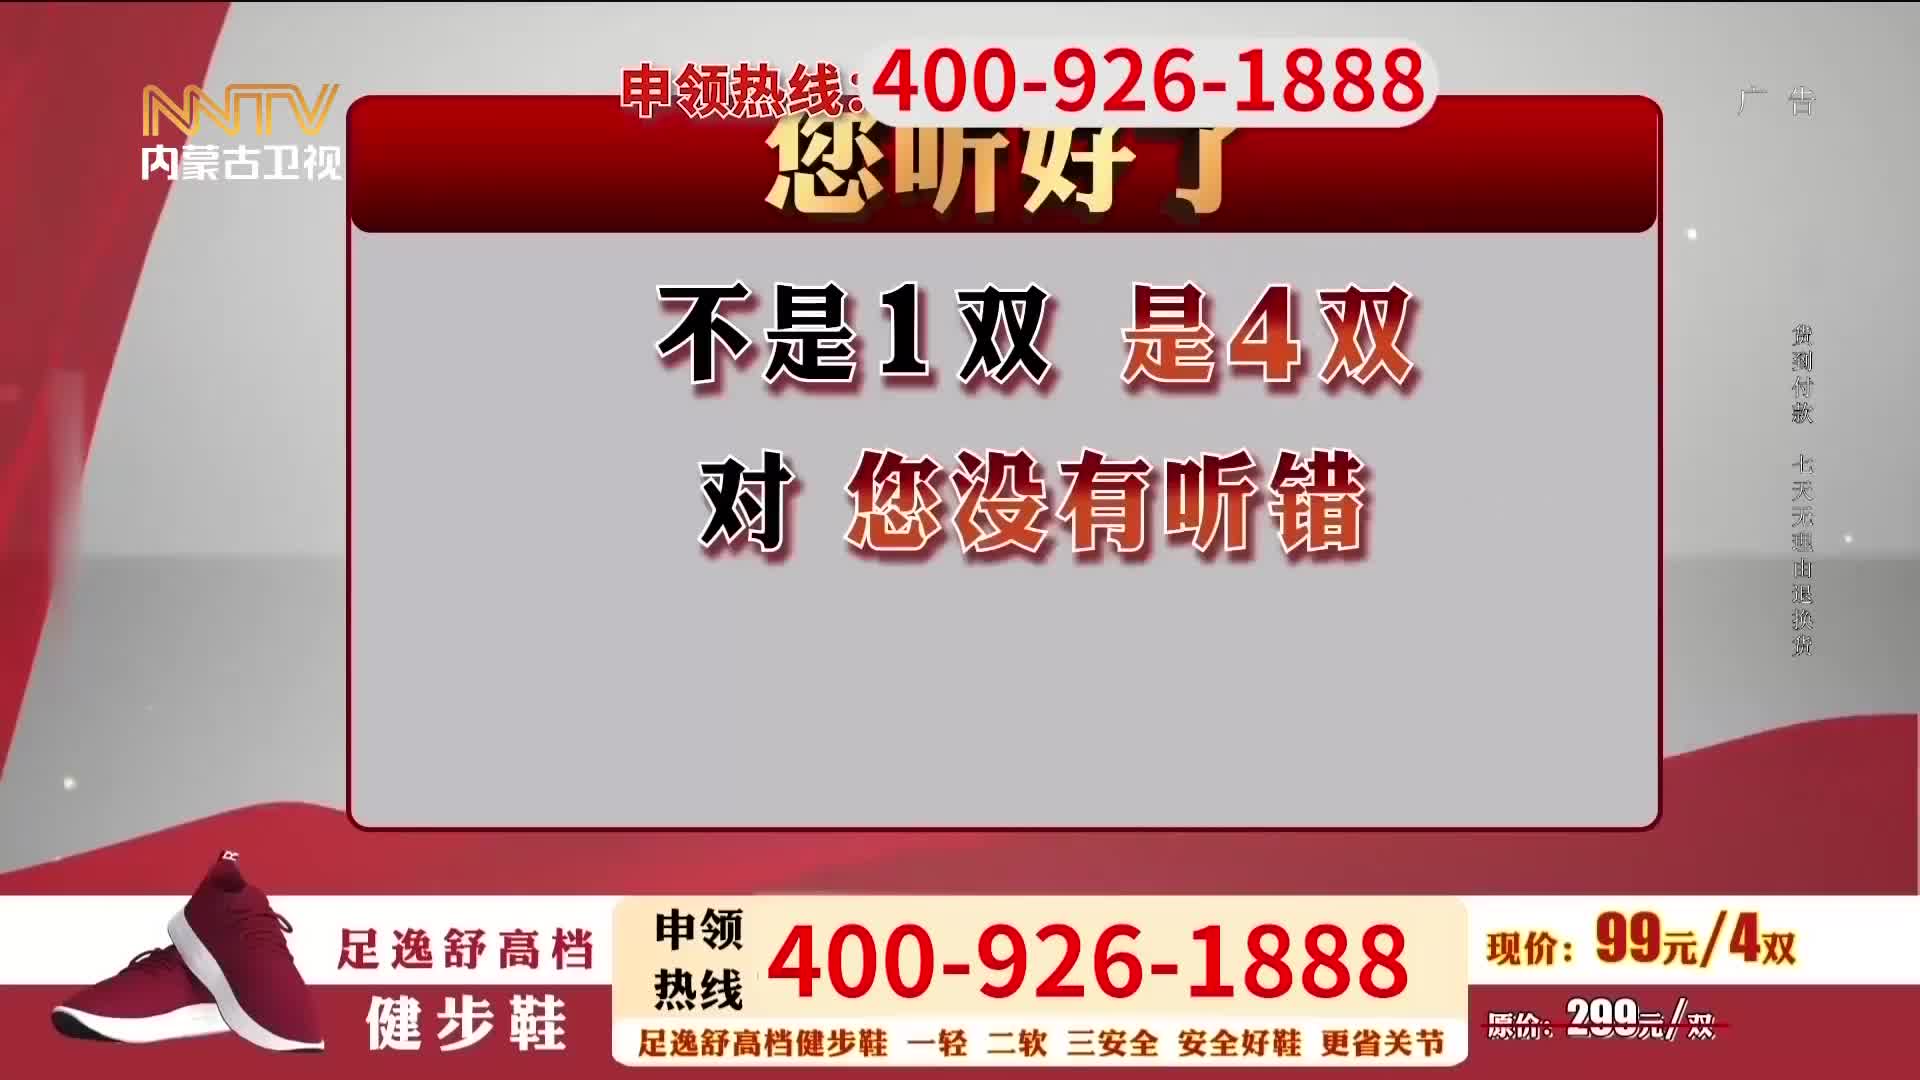 申领热线：400-926-1888
NNTV
内蒙古卫视
广告
您听好了
不是1双 是4双
对 您没有听错
货到付款 七天无理由退换货
足逸舒高档
健步鞋
申领
热线
400-926-1888
足逸舒高档健步鞋 一轻 二软 三安全 安全好鞋 更省关节
现价：99元/4双
原价：299元/双
R